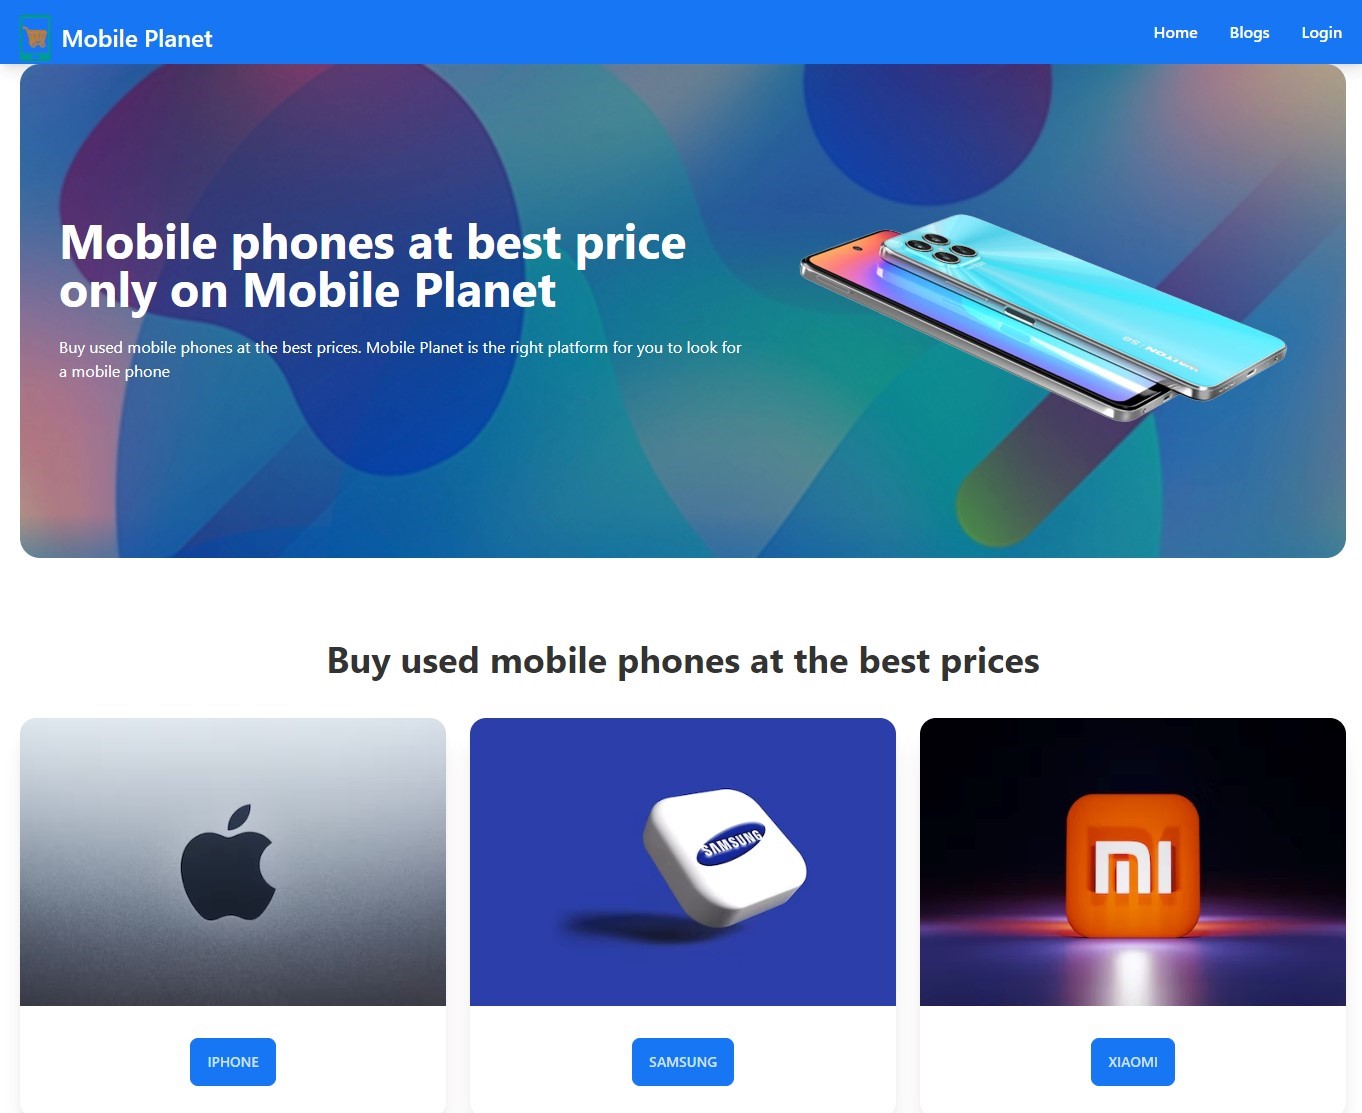 Mobile Planet
Home
Blogs
Login
Mobile phones at best price
only on Mobile Planet
Buy used mobile phones at the best prices. Mobile Planet is the right platform for you to look for
a mobile phone
Buy used mobile phones at the best prices
SAMSUNG
IPHONE
SAMSUNG
XIAOMI